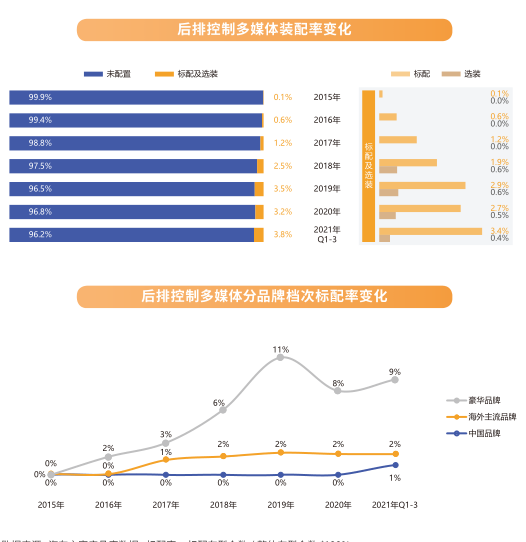 后排控制多媒体装配率变化
未配置 标配及选装 标配 选装
99.9% 0.1% 2015年 0.1% 0.0%
99.4% 0.6% 2016年 0.6% 0.0%
98.8% 1.2% 2017年 1.2% 0.0%
97.5% 2.5% 2018年 1.9% 0.6%
96.5% 3.5% 2019年 2.9% 0.6%
96.8% 3.2% 2020年 2.7% 0.5%
96.2% 3.8% 2021年 Q1-3 3.4% 0.4%
标配及选装
后排控制多媒体分品牌档次标配率变化
0% 2% 3% 6% 11% 8% 9%
0% 0% 1% 2% 2% 2% 2%
0% 0% 0% 0% 0% 0% 1%
豪华品牌
海外主流品牌
中国品牌
2015年 2016年 2017年 2018年 2019年 2020年 2021年Q1-3